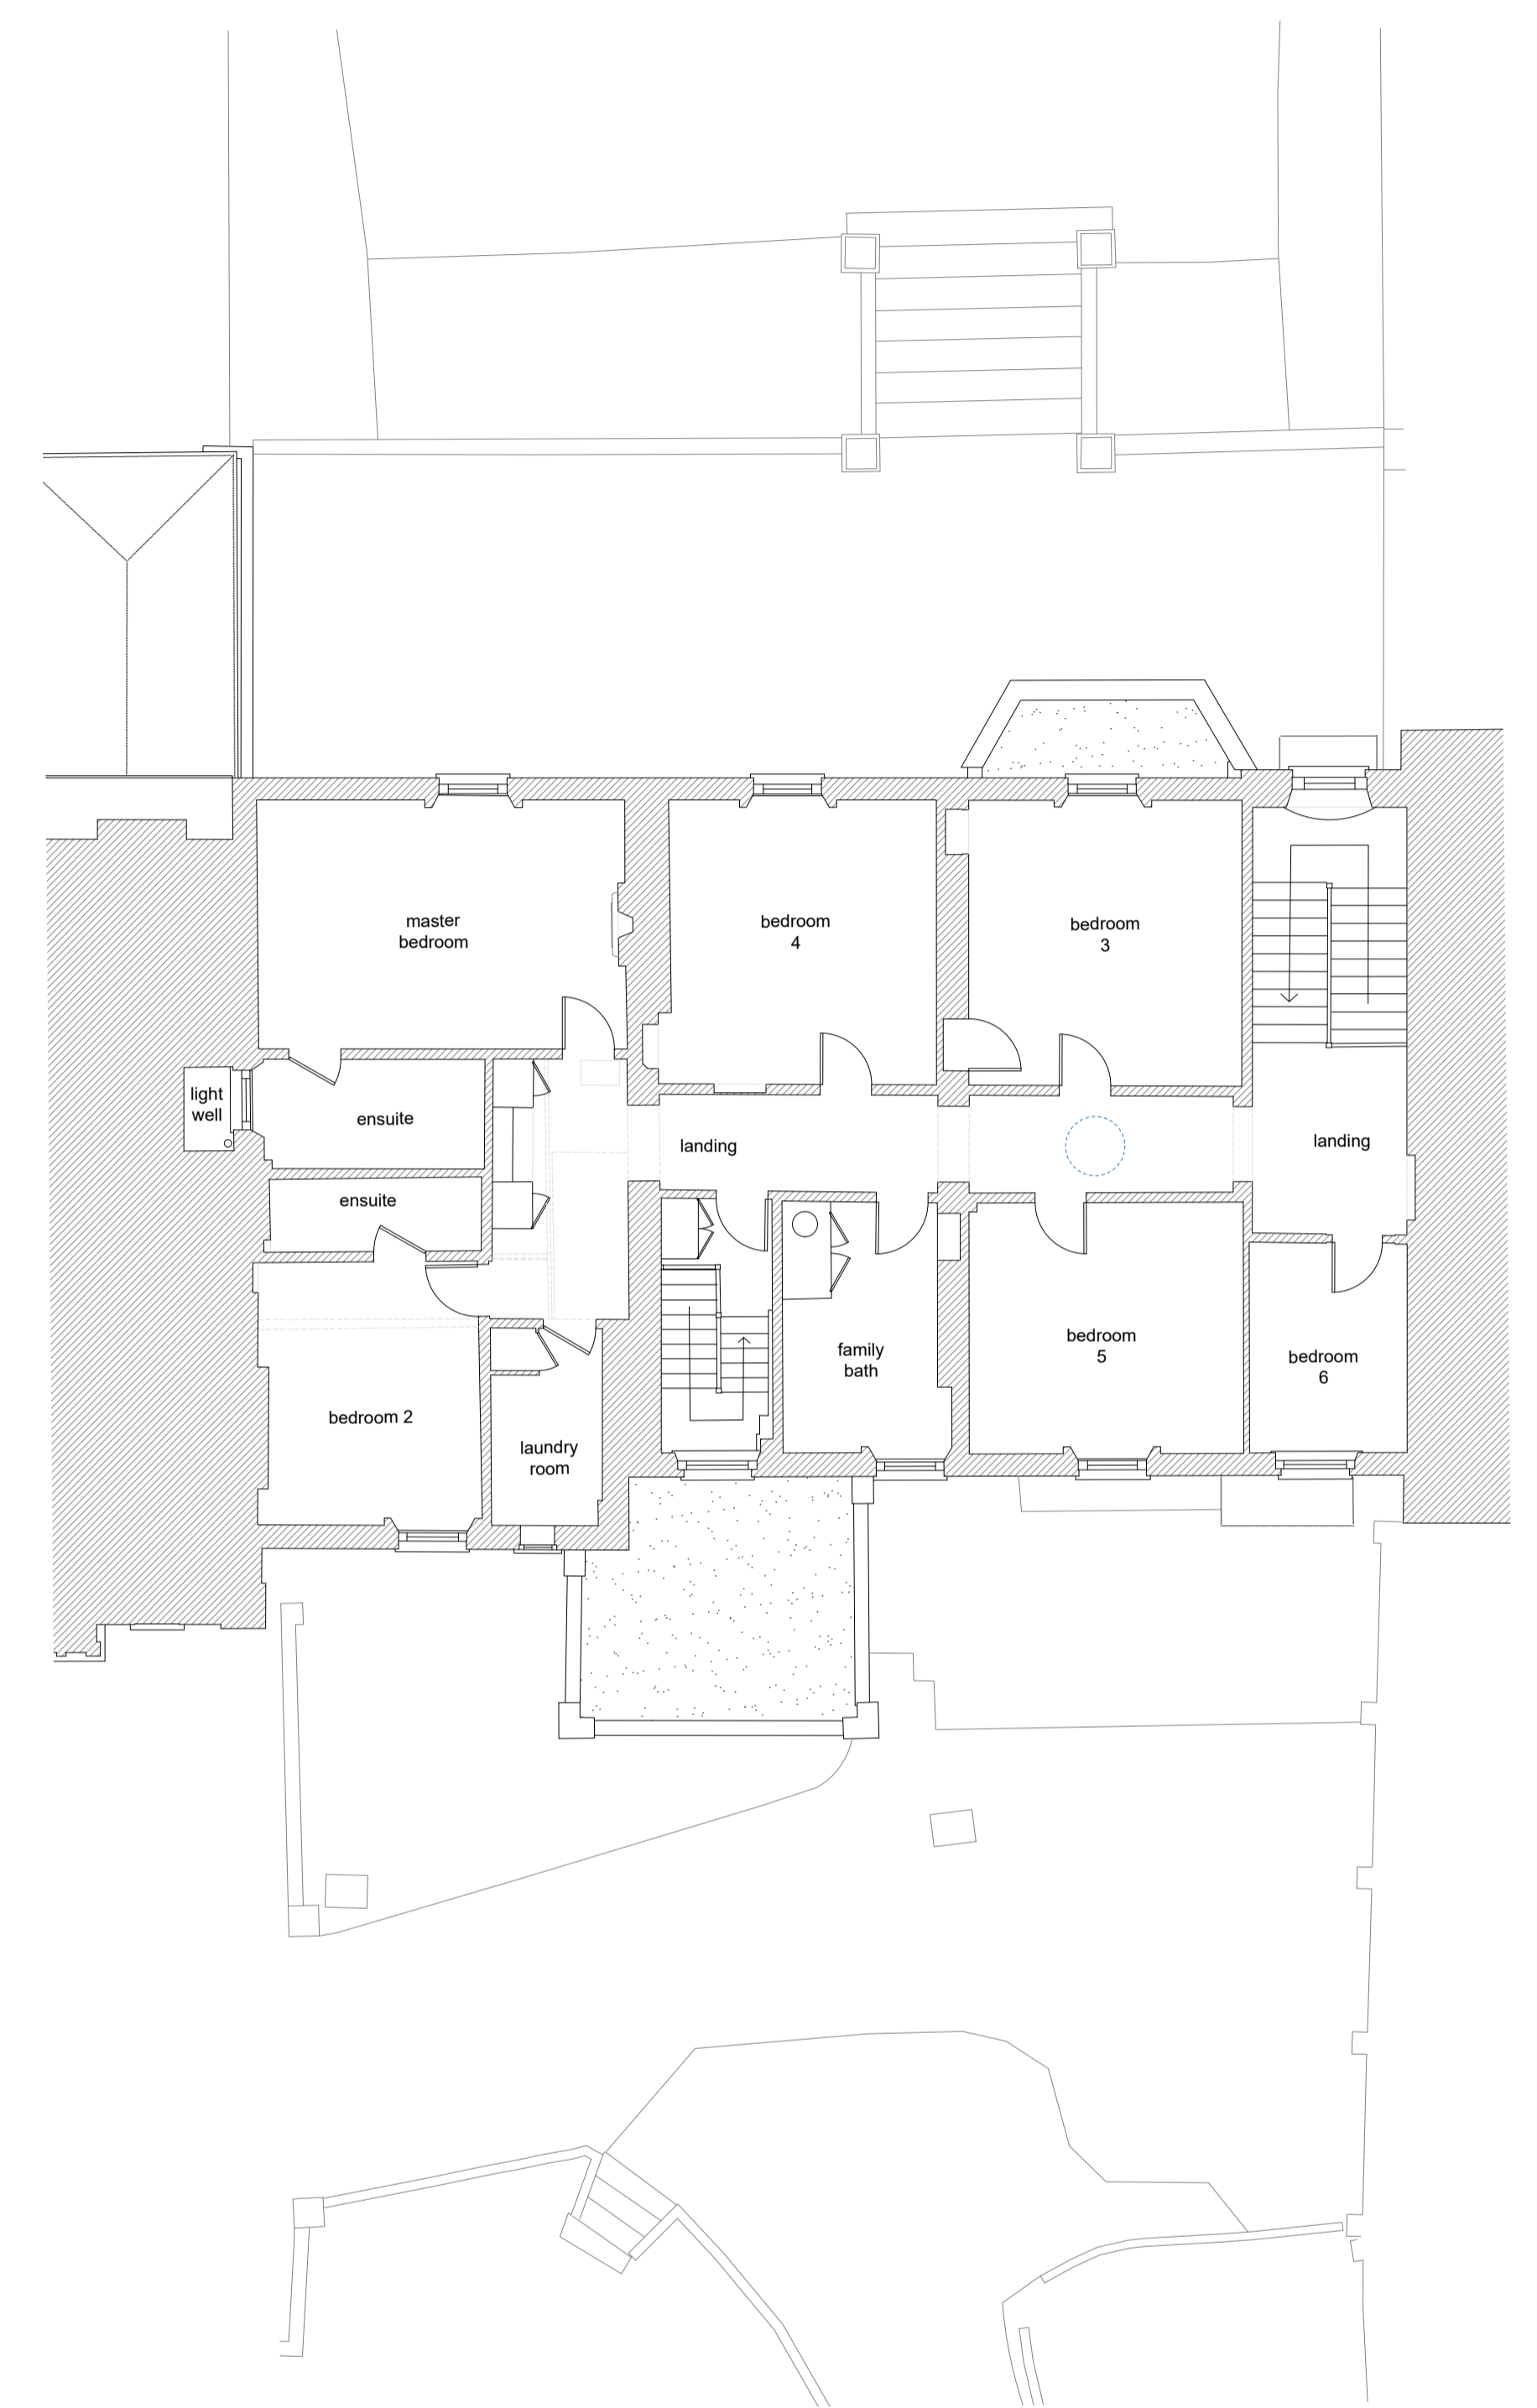 master
bedroom
bedroom
4
bedroom
3
light
well
ensuite
landing
landing
ensuite
family
bath
bedroom
5
bedroom
6
bedroom 2
laundry
room